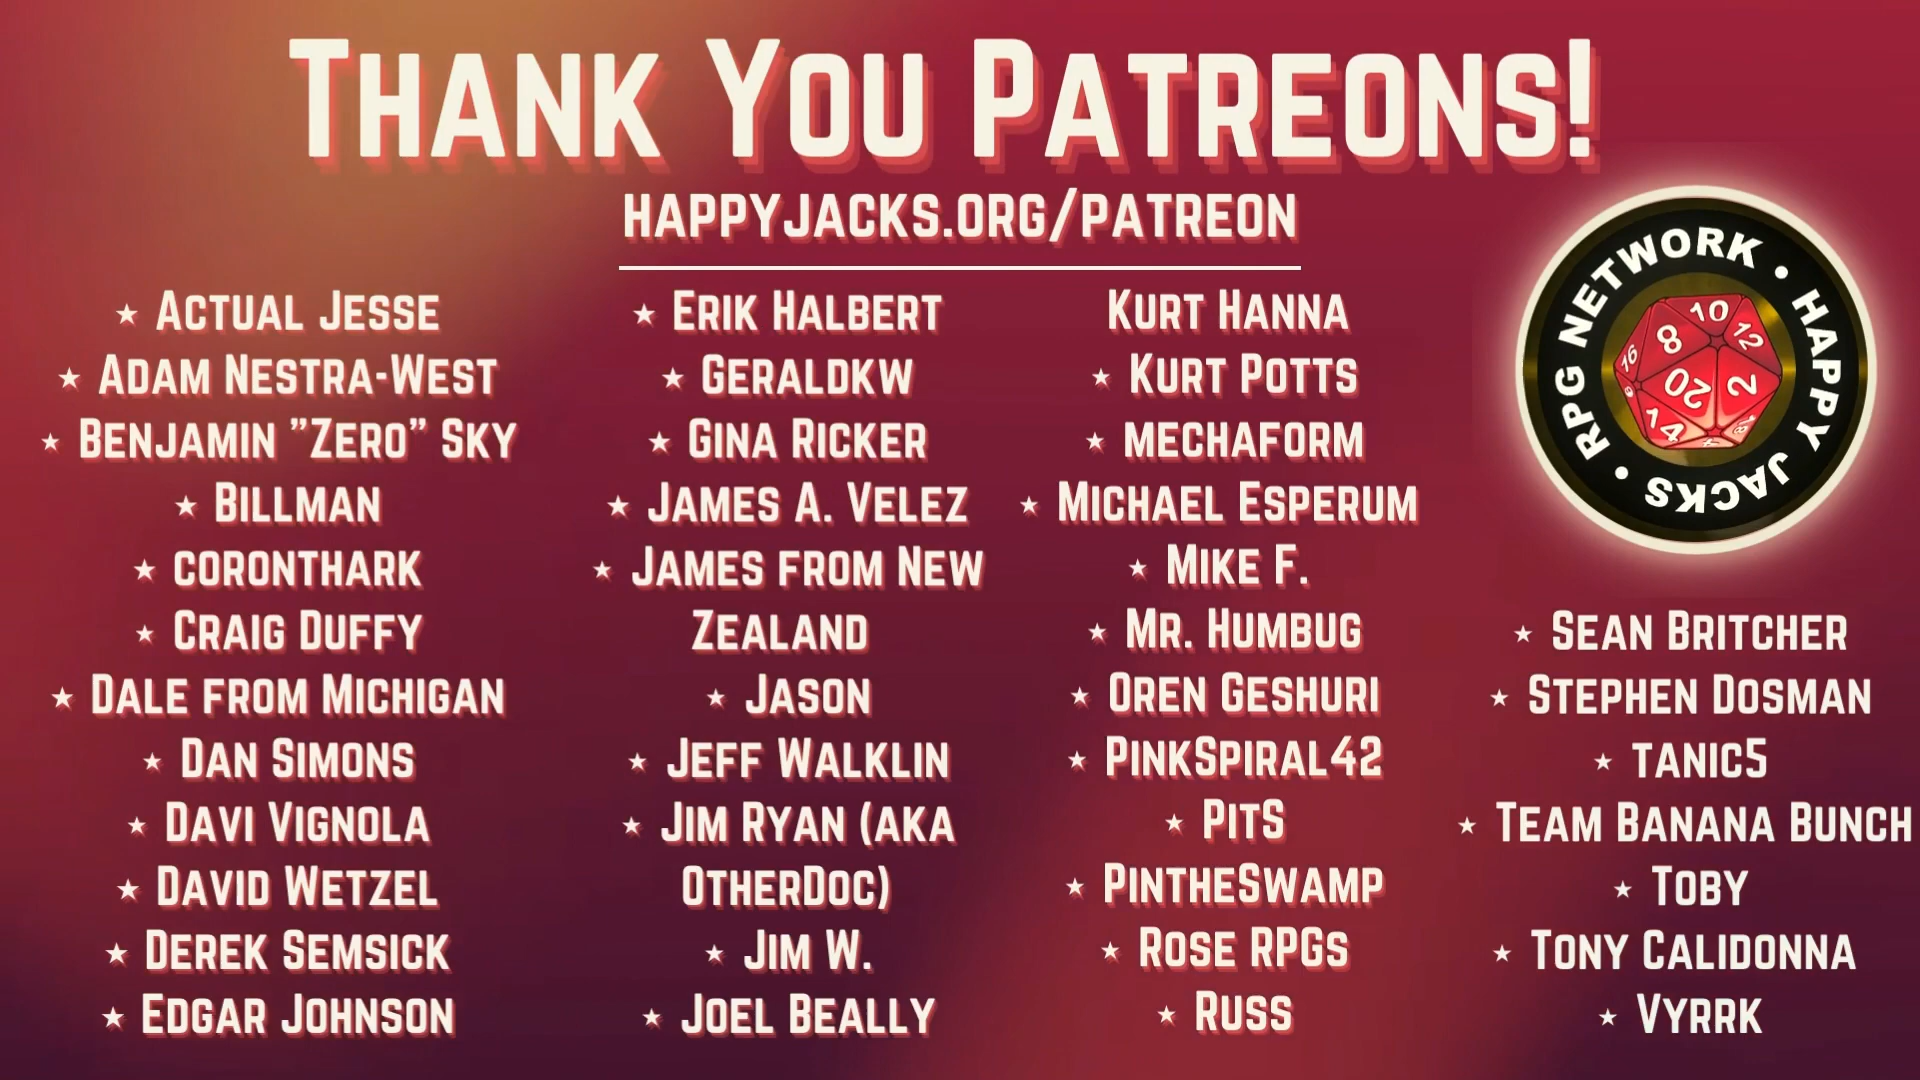 Thank You Patreons!
happyjacks.org/patreon
★ Actual Jesse
★ Adam Nestra-West
★ Benjamin "Zero" Sky
★ Billman
★ coronthark
★ Craig Duffy
★ Dale from Michigan
★ Dan Simons
★ Davi Vignola
★ David Wetzel
★ Derek Semsick
★ Edgar Johnson
★ Erik Halbert
★ Geraldkw
★ Gina Ricker
★ James A. Velez
★ James from New
Zealand
★ Jason
★ Jeff Walklin
★ Jim Ryan (aka
OtherDoc)
★ Jim W.
★ Joel Beally
Kurt Hanna
★ Kurt Potts
★ mechaform
★ Michael Esperum
★ Mike F.
★ Mr. Humbug
★ Oren Geshuri
★ PinkSpiral42
★ PitS
★ PintheSwamp
★ Rose RPGs
★ Russ
RPG NETWORK • HAPPY JACKS •
10
8
12
16
20
2
14
★ Sean Britcher
★ Stephen Dosman
★ tanic5
★ Team Banana Bunch
★ Toby
★ Tony Calidonna
★ Vyrrk